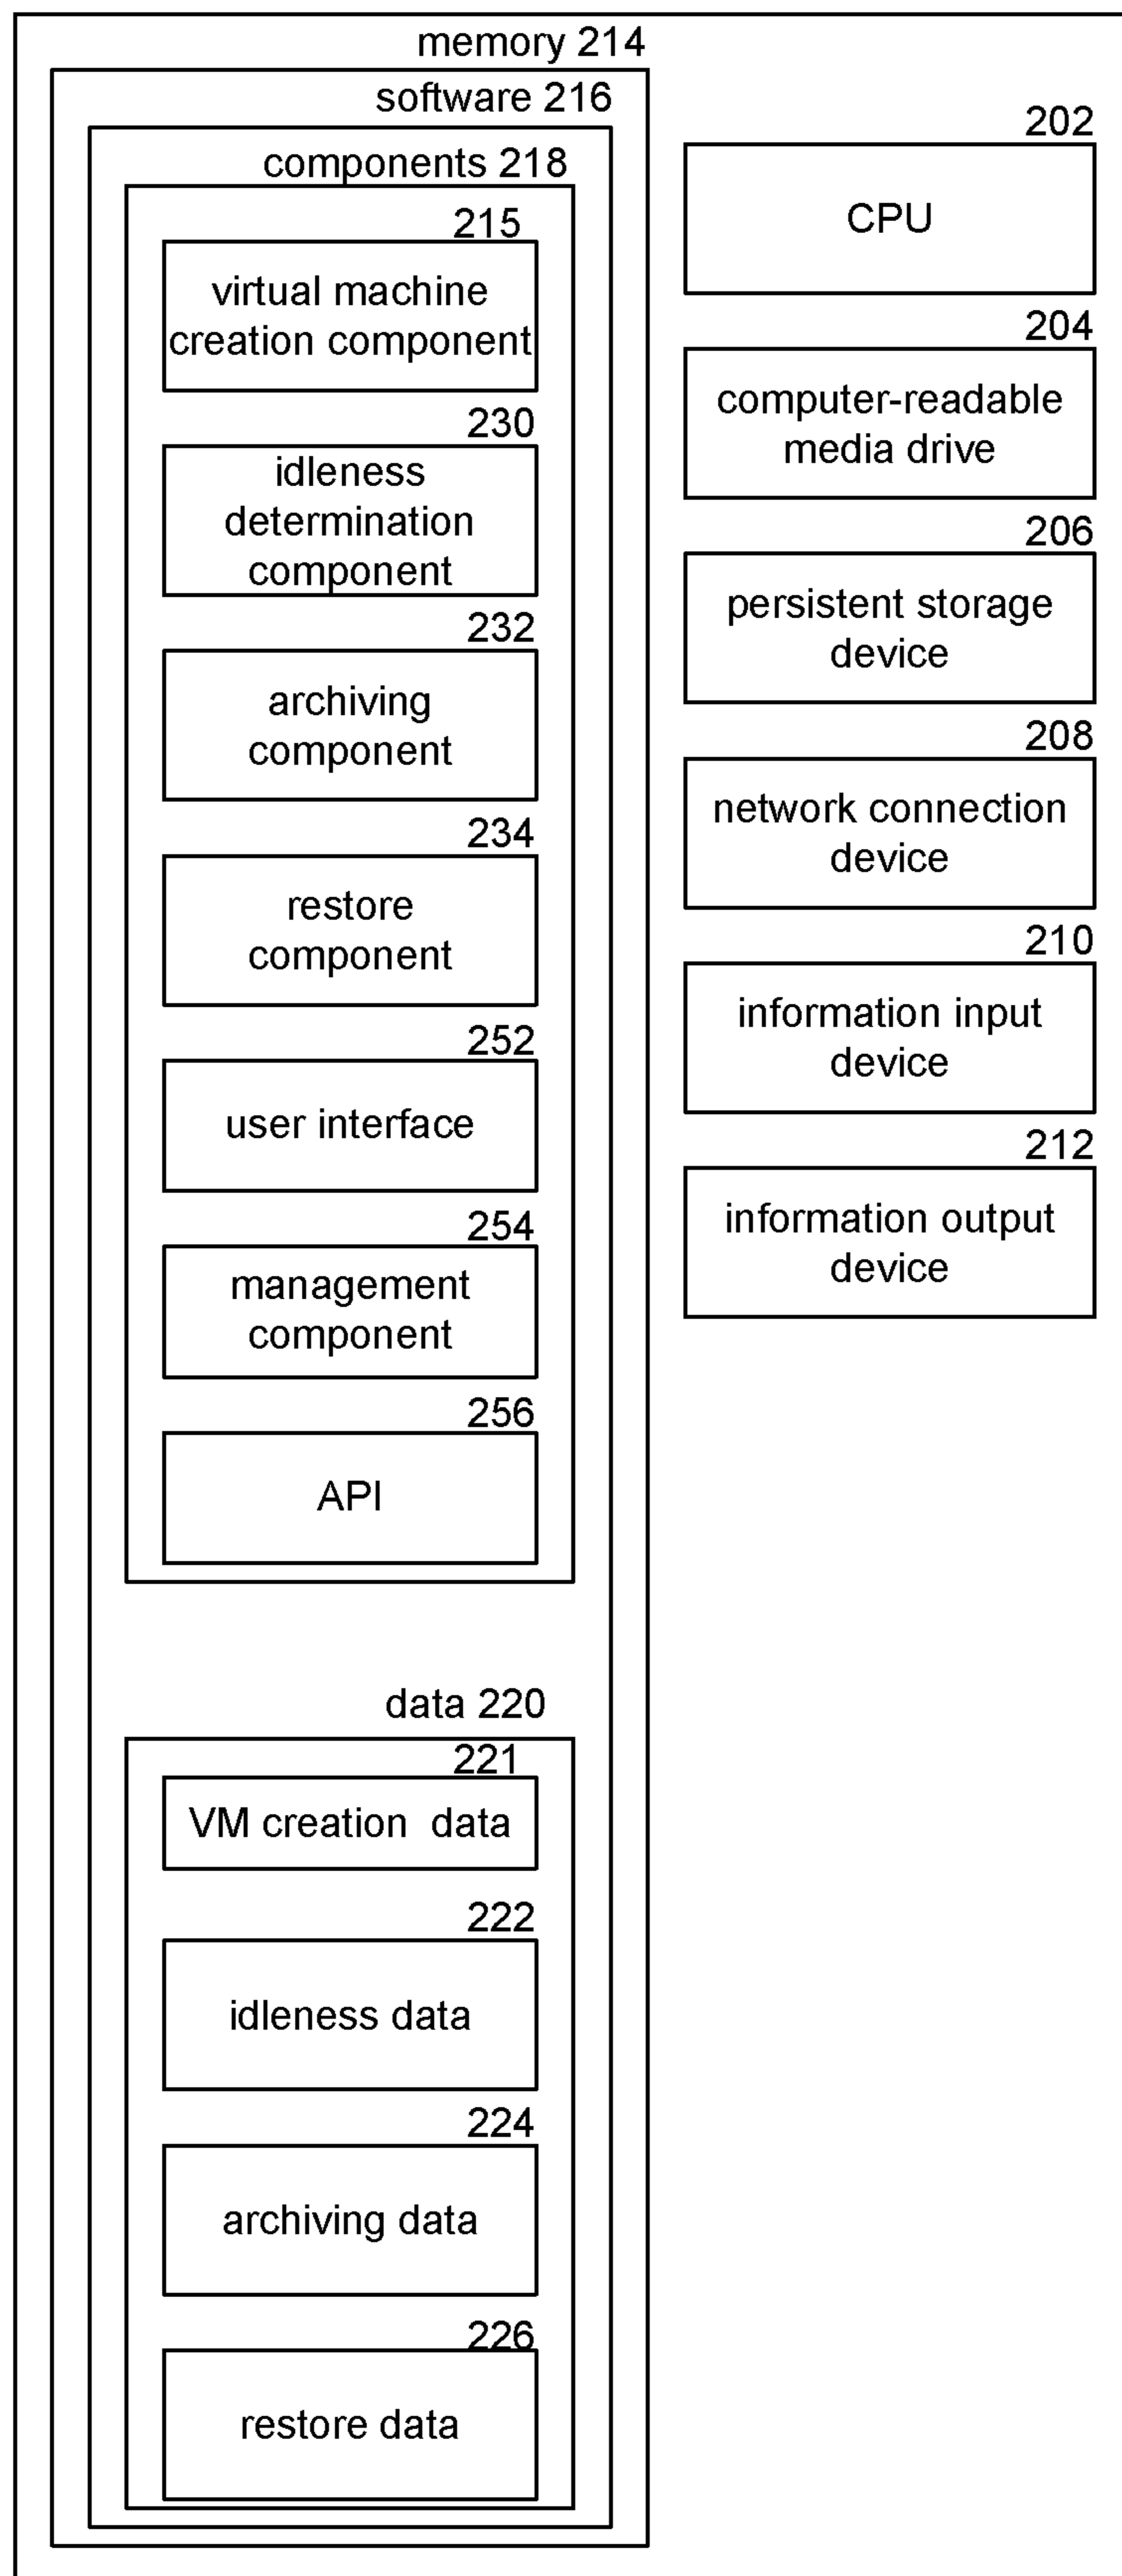 memory 214
software 216
components 218
215
virtual machine
creation component
230
idleness
determination
component
232
archiving
component
234
restore
component
252
user interface
254
management
component
256
API
data 220
221
VM creation data
222
idleness data
224
archiving data
226
restore data
202
CPU
204
computer-readable
media drive
206
persistent storage
device
208
network connection
device
210
information input
device
212
information output
device